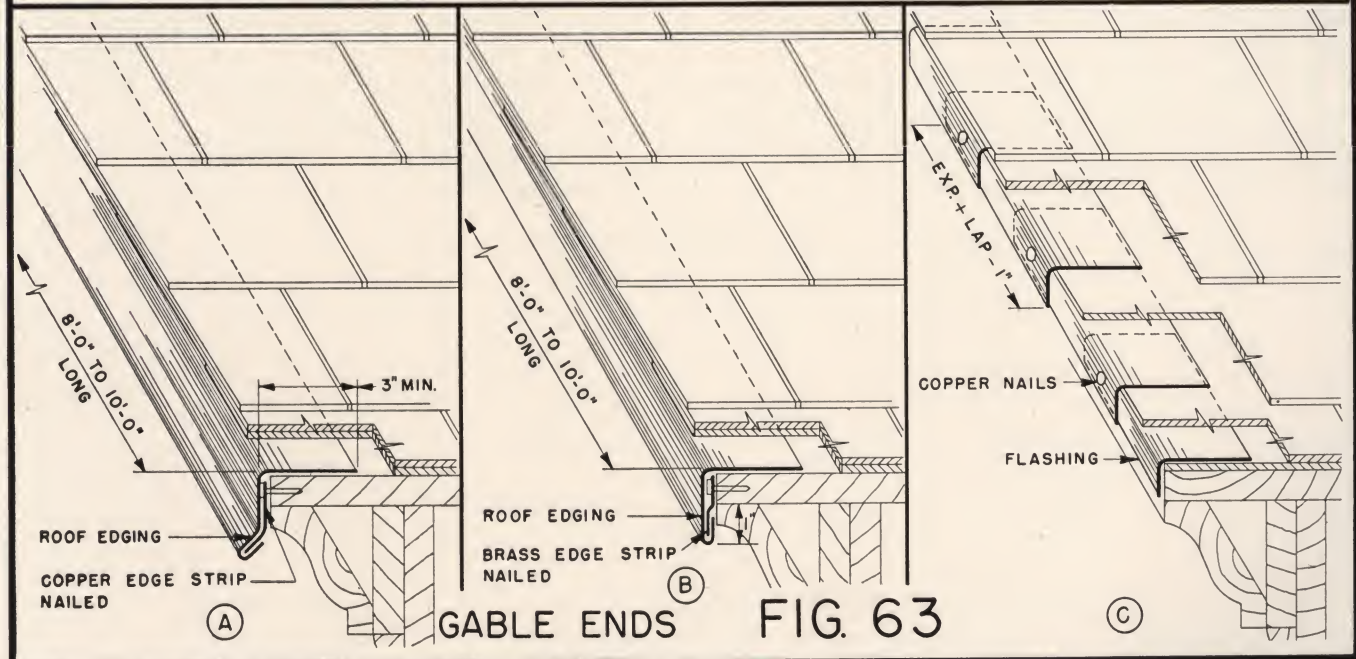 8'-0" TO 10'-0"
LONG
3" MIN.
ROOF EDGING
COPPER EDGE STRIP
NAILED
A
8'-0" TO 10'-0"
LONG
1"
ROOF EDGING
BRASS EDGE STRIP
NAILED
B
EXP. + LAP 1"
COPPER NAILS
FLASHING
C
GABLE ENDS FIG. 63